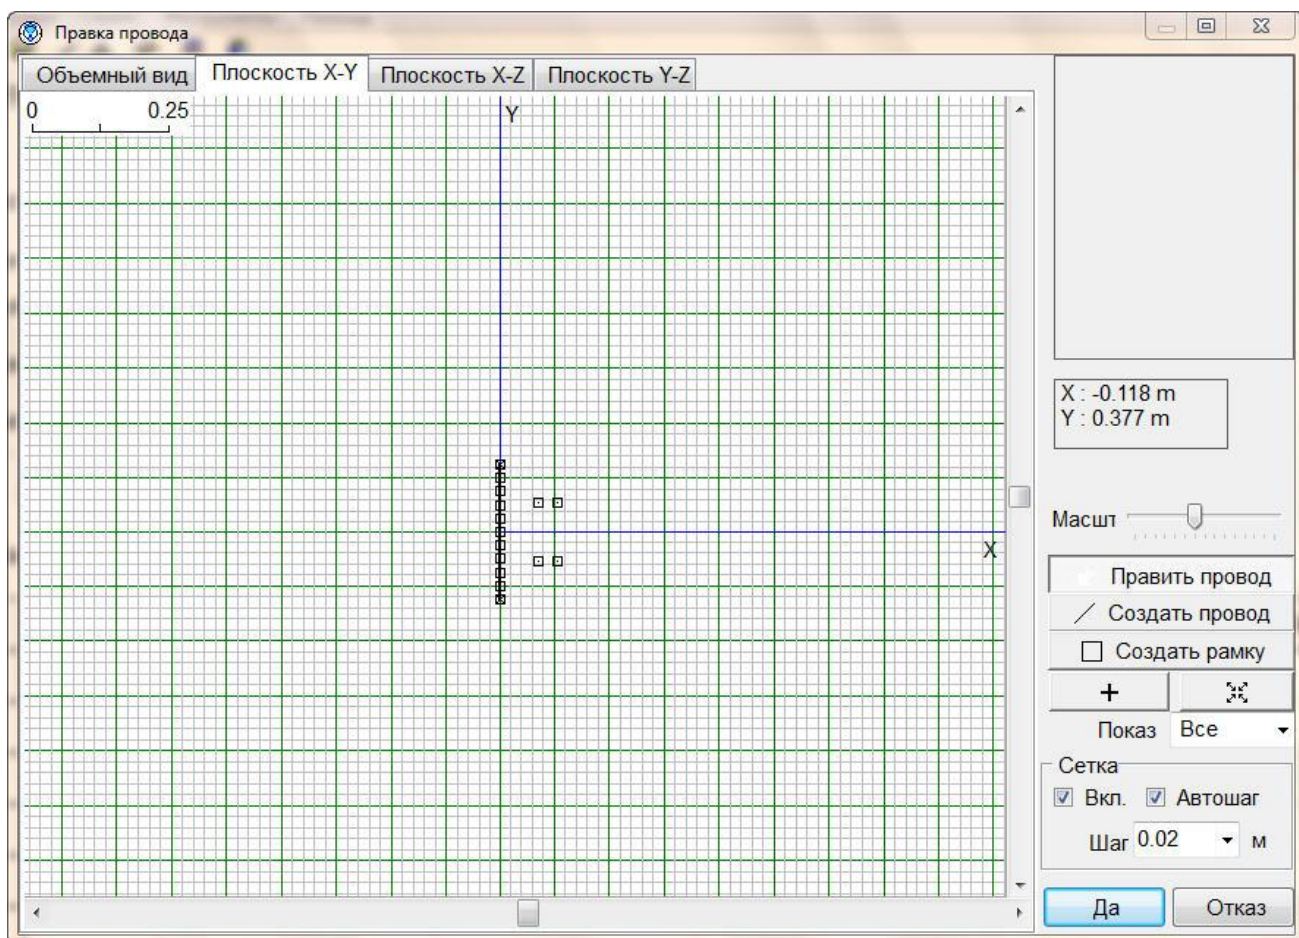 Правка провода
Объемный вид Плоскость X-Y Плоскость X-Z Плоскость Y-Z
0 0.25
Y
X
X : -0.118 m
Y : 0.377 m
Масшт
Править провод
Создать провод
Создать рамку
+
Показ Все
Сетка
Вкл. Автошаг
Шаг 0.02 м
Да Отказ